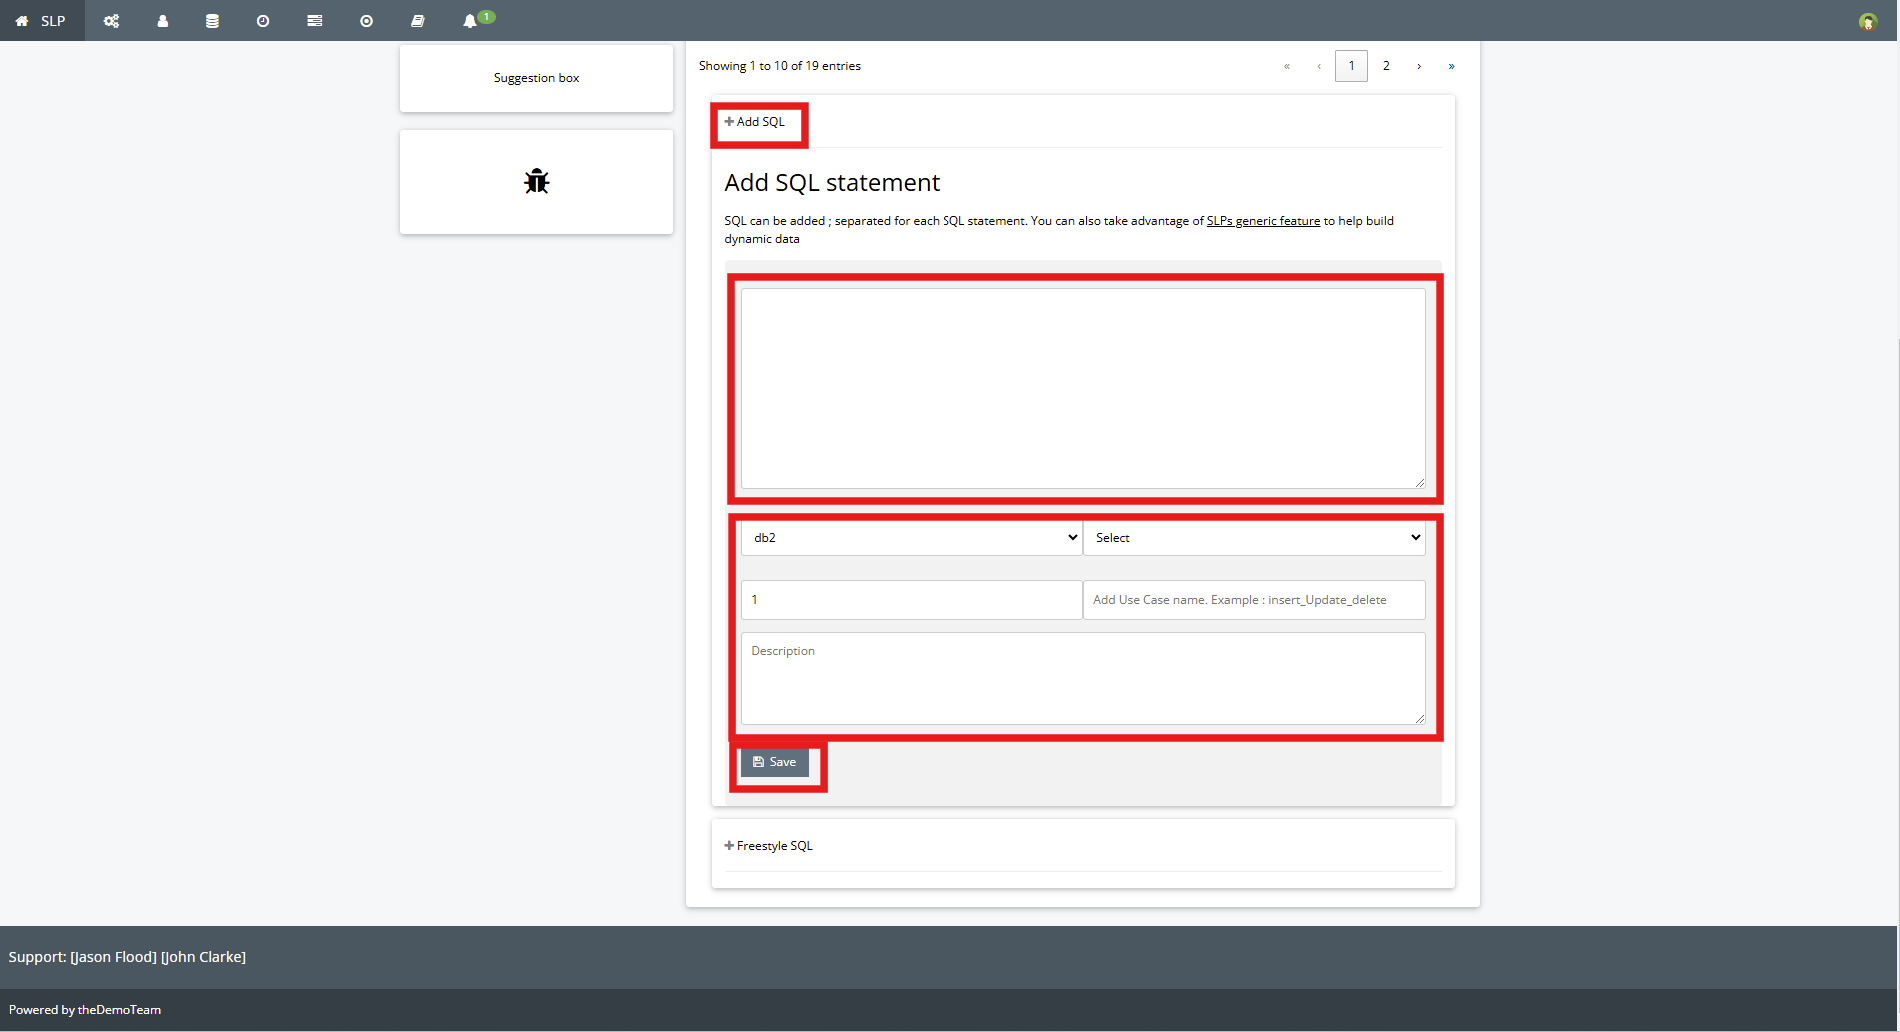 SLP
1
Suggestion box
Showing 1 to 10 of 19 entries
« ‹ 1 2 › »
Add SQL
Add SQL statement
SQL can be added ; separated for each SQL statement. You can also take advantage of SLPs generic feature to help build
dynamic data
db2
Select
1
Add Use Case name. Example : insert_Update_delete
Description
Save
Freestyle SQL
Support: [Jason Flood] [John Clarke]
Powered by theDemoTeam